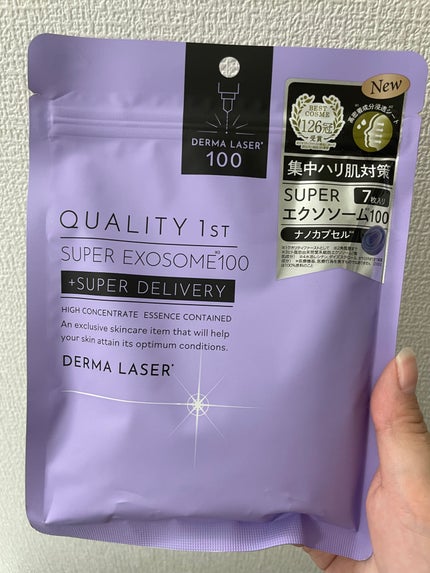 DERMA LASER
100
New
BEST
COSME
126冠
受賞
集中ハリ肌対策
SUPER
7枚入り
エクソソーム100
ナノカプセル
QUALITY 1ST
SUPER EXOSOME 100
+SUPER DELIVERY
HIGH CONCENTRATE ESSENCE CONTAINED
An exclusive skincare item that will help
your skin attain its optimum conditions.
DERMA LASER